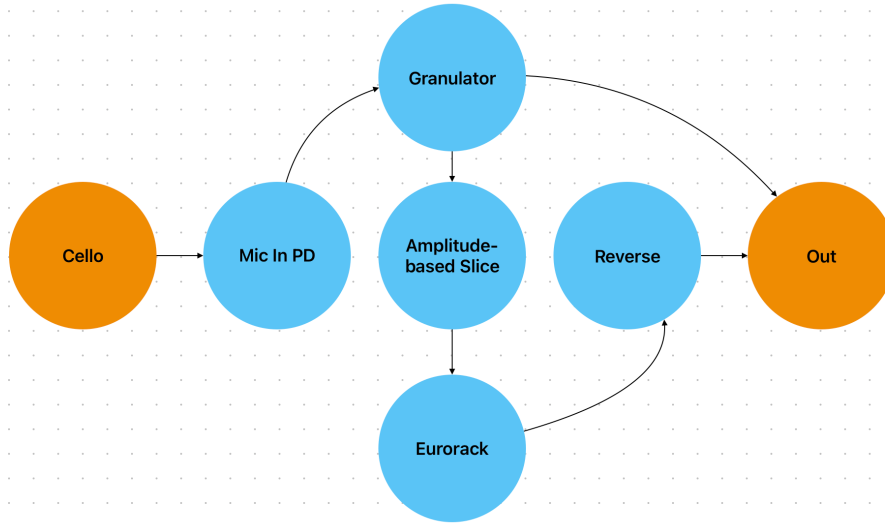 Granulator
Cello
Mic In PD
Amplitude-
based Slice
Reverse
Out
Eurorack